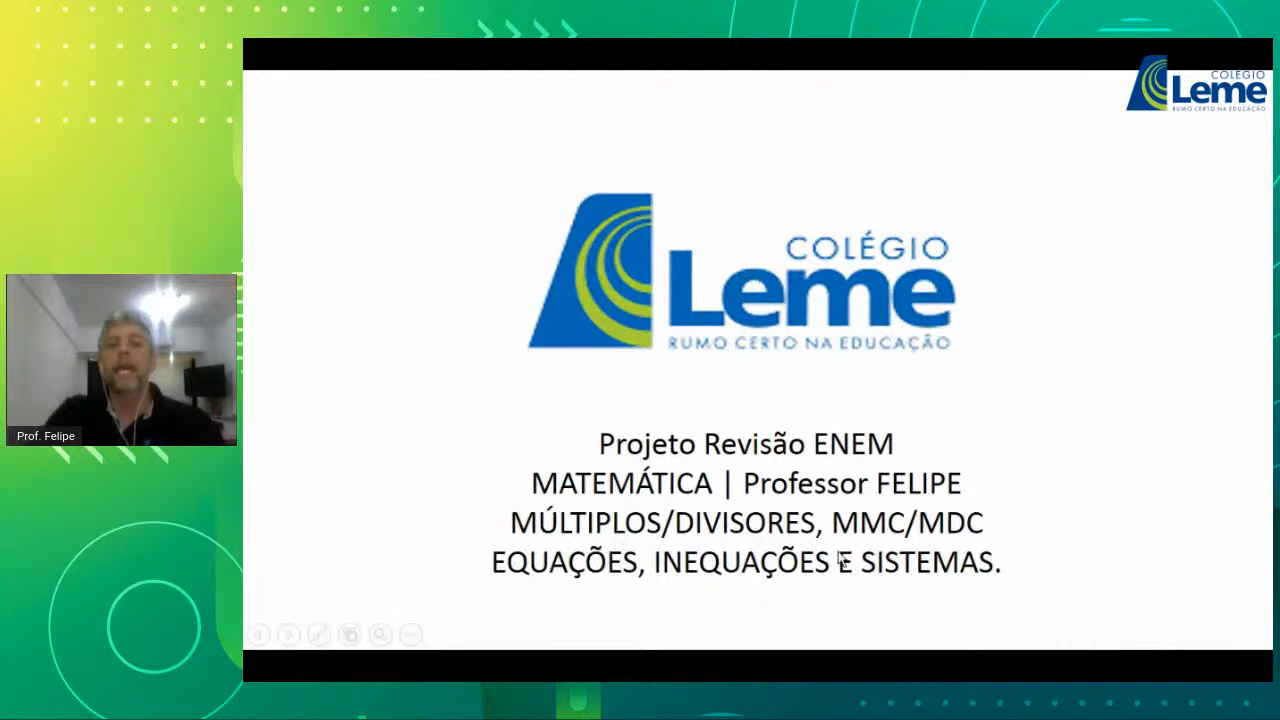 COLÉGIO
Leme
RUMO CERTO NA EDUCAÇÃO
COLÉGIO
Leme
RUMO CERTO NA EDUCAÇÃO
Prof. Felipe
Projeto Revisão ENEM
MATEMÁTICA | Professor FELIPE
MÚLTIPLOS/DIVISORES, MMC/MDC
EQUAÇÕES, INEQUAÇÕES E SISTEMAS.